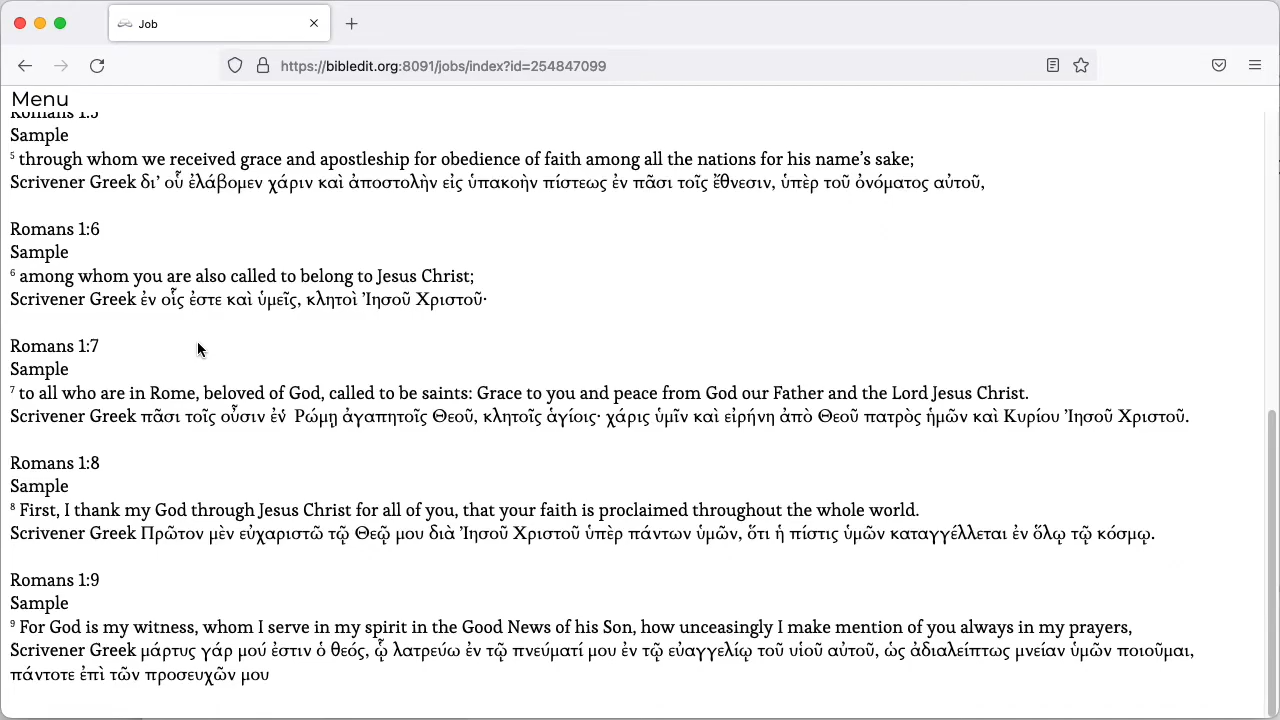 Job
https://bibledit.org:8091/jobs/index?id=254847099
Menu
Romans 1:5
Sample
5 through whom we received grace and apostleship for obedience of faith among all the nations for his name’s sake;
Scrivener Greek δι’ οὗ ἐλάβομεν χάριν καὶ ἀποστολὴν εἰς ὑπακοὴν πίστεως ἐν πᾶσι τοῖς ἔθνεσιν, ὑπὲρ τοῦ ὀνόματος αὐτοῦ,
Romans 1:6
Sample
6 among whom you are also called to belong to Jesus Christ;
Scrivener Greek ἐν οἷς ἐστε καὶ ὑμεῖς, κλητοὶ Ἰησοῦ Χριστοῦ·
Romans 1:7
Sample
7 to all who are in Rome, beloved of God, called to be saints: Grace to you and peace from God our Father and the Lord Jesus Christ.
Scrivener Greek πᾶσι τοῖς οὖσιν ἐν Ῥώμῃ ἀγαπητοῖς Θεοῦ, κλητοῖς ἁγίοις· χάρις ὑμῖν καὶ εἰρήνη ἀπὸ Θεοῦ πατρὸς ἡμῶν καὶ Κυρίου Ἰησοῦ Χριστοῦ.
Romans 1:8
Sample
8 First, I thank my God through Jesus Christ for all of you, that your faith is proclaimed throughout the whole world.
Scrivener Greek Πρῶτον μὲν εὐχαριστῶ τῷ Θεῷ μου διὰ Ἰησοῦ Χριστοῦ ὑπὲρ πάντων ὑμῶν, ὅτι ἡ πίστις ὑμῶν καταγγέλλεται ἐν ὅλῳ τῷ κόσμῳ.
Romans 1:9
Sample
9 For God is my witness, whom I serve in my spirit in the Good News of his Son, how unceasingly I make mention of you always in my prayers,
Scrivener Greek μάρτυς γάρ μού ἐστιν ὁ θεός, ᾧ λατρεύω ἐν τῷ πνεύματί μου ἐν τῷ εὐαγγελίῳ τοῦ υἱοῦ αὐτοῦ, ὡς ἀδιαλείπτως μνείαν ὑμῶν ποιοῦμαι,
πάντοτε ἐπὶ τῶν προσευχῶν μου